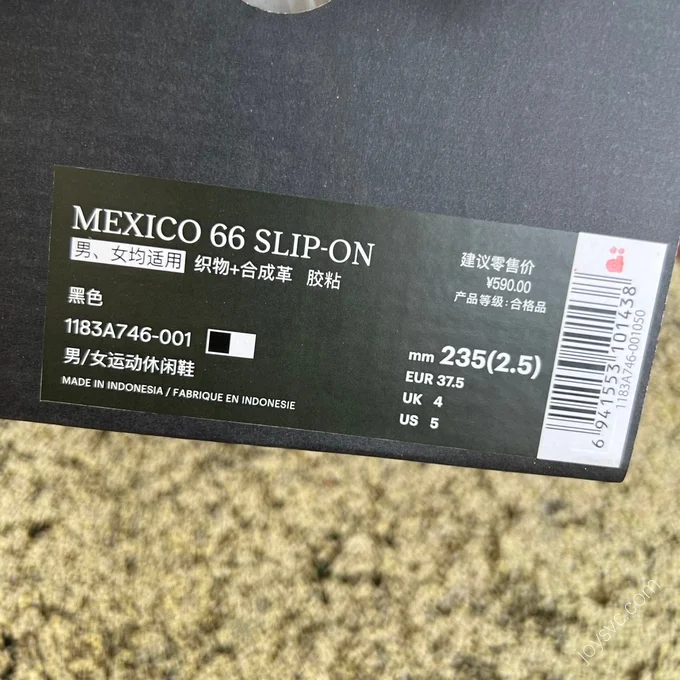 MEXICO 66 SLIP-ON
男、女均适用 织物+合成革 胶粘
黑色
1183A746-001
男/女运动休闲鞋
MADE IN INDONESIA / FABRIQUE EN INDONESIE
建议零售价
¥590.00
产品等级:合格品
mm 235(2.5)
EUR 37.5
UK 4
US 5
6 941553 101438
1183A746-001050
joysvc.com